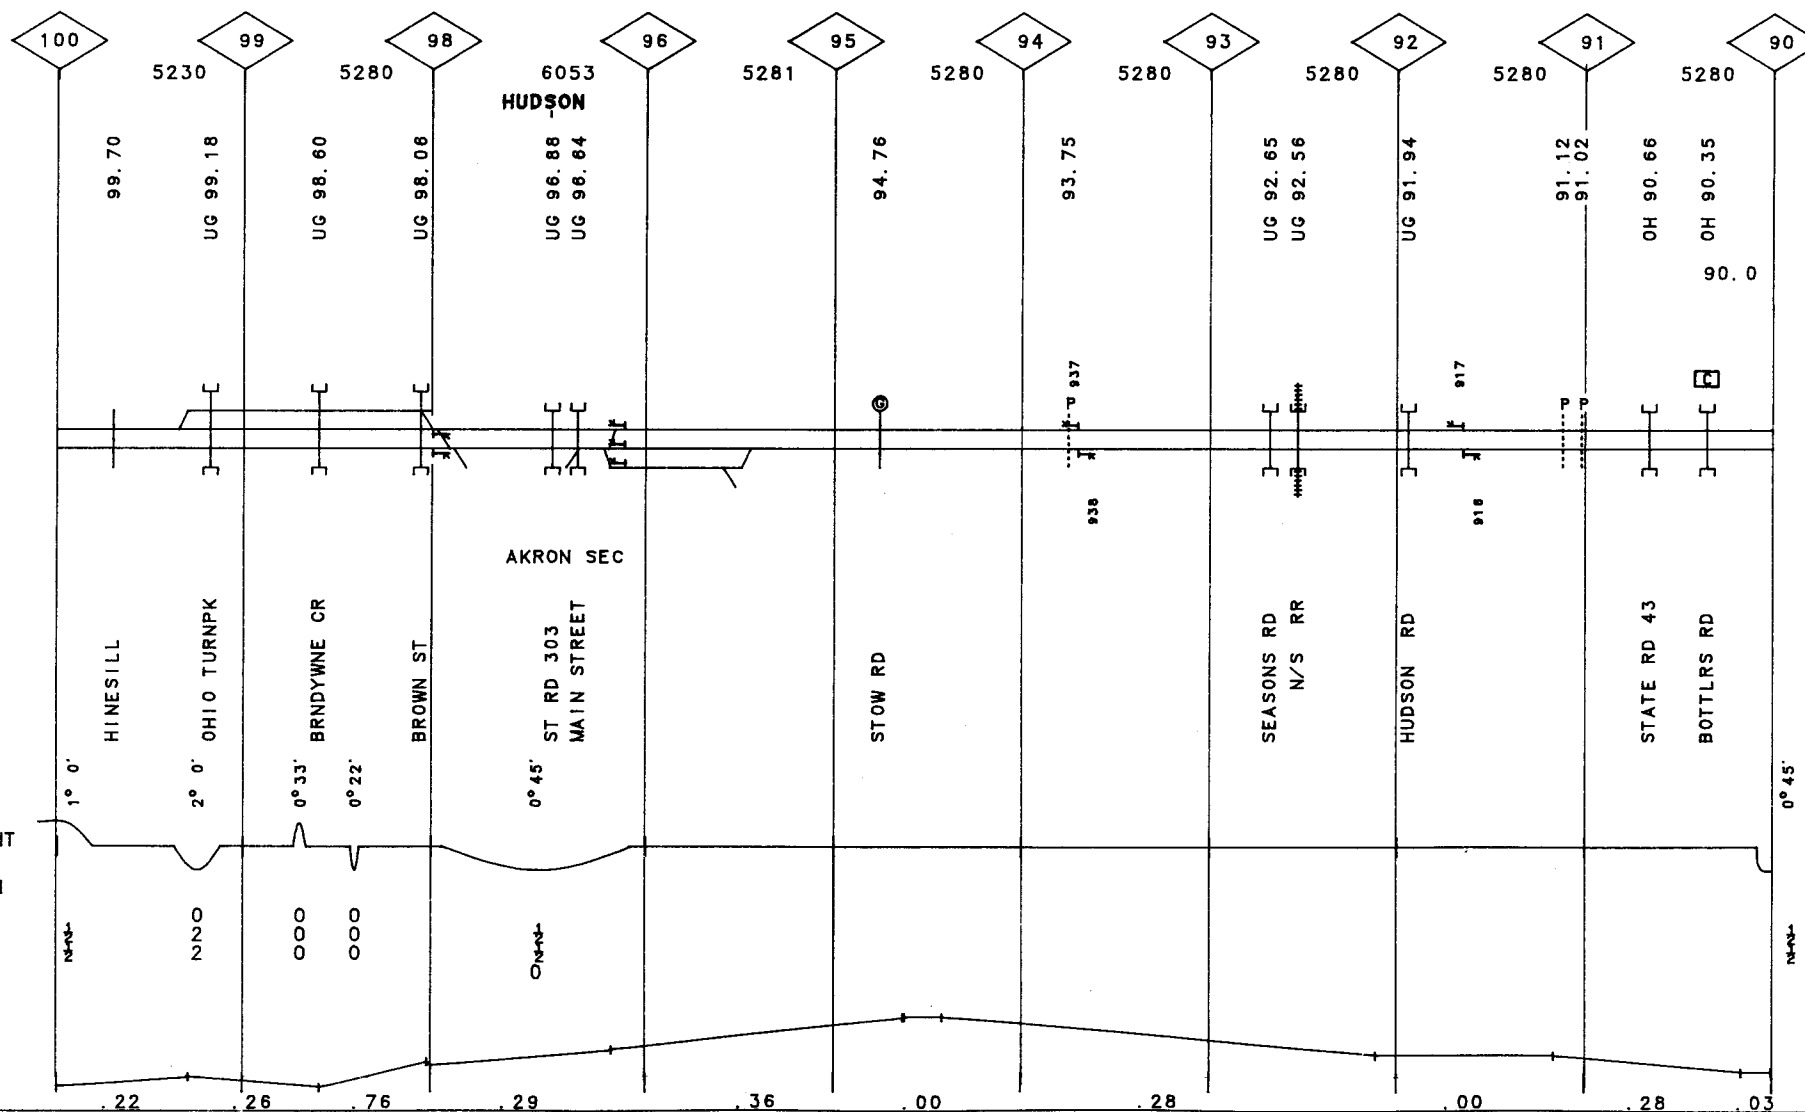 100 99 98 96 95 94 93 92 91 90
5230 5280 6053 5281 5280 5280 5280 5280 5280
HUDSON
99.70
UG 99.18
UG 98.60
UG 98.06
UG 96.88
UG 96.64
94.76
93.75
UG 92.65
UG 92.56
UG 91.94
91.12
91.02
OH 90.66
OH 90.35
90.0
937
917
C
G
P
P P
938
918
AKRON SEC
HINESILL
OHIO TURNPK
BRNDYWNE CR
BROWN ST
ST RD 303
MAIN STREET
STOW RD
SEASONS RD
N/S RR
HUDSON RD
STATE RD 43
BOTTLRS RD
1° 0'
2° 0'
0° 33'
0° 22'
0° 45'
0° 45'
0 0 0
2 0 0
2 0 0
0
.22 .26 .76 .29 .36 .00 .28 .00 .28 .03